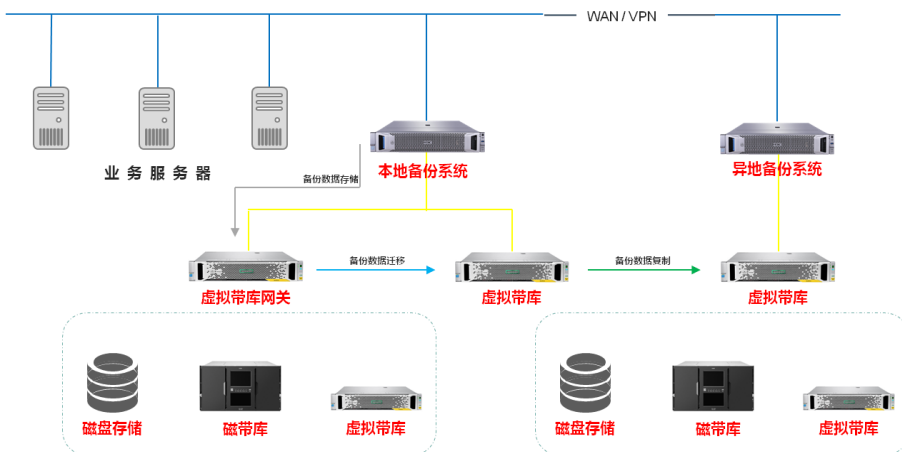 WAN / VPN
业 务 服 务 器
备份数据存储
本地备份系统
异地备份系统
虚拟带库网关
备份数据迁移
虚拟带库
备份数据复制
虚拟带库
磁盘存储
磁带库
虚拟带库
磁盘存储
磁带库
虚拟带库